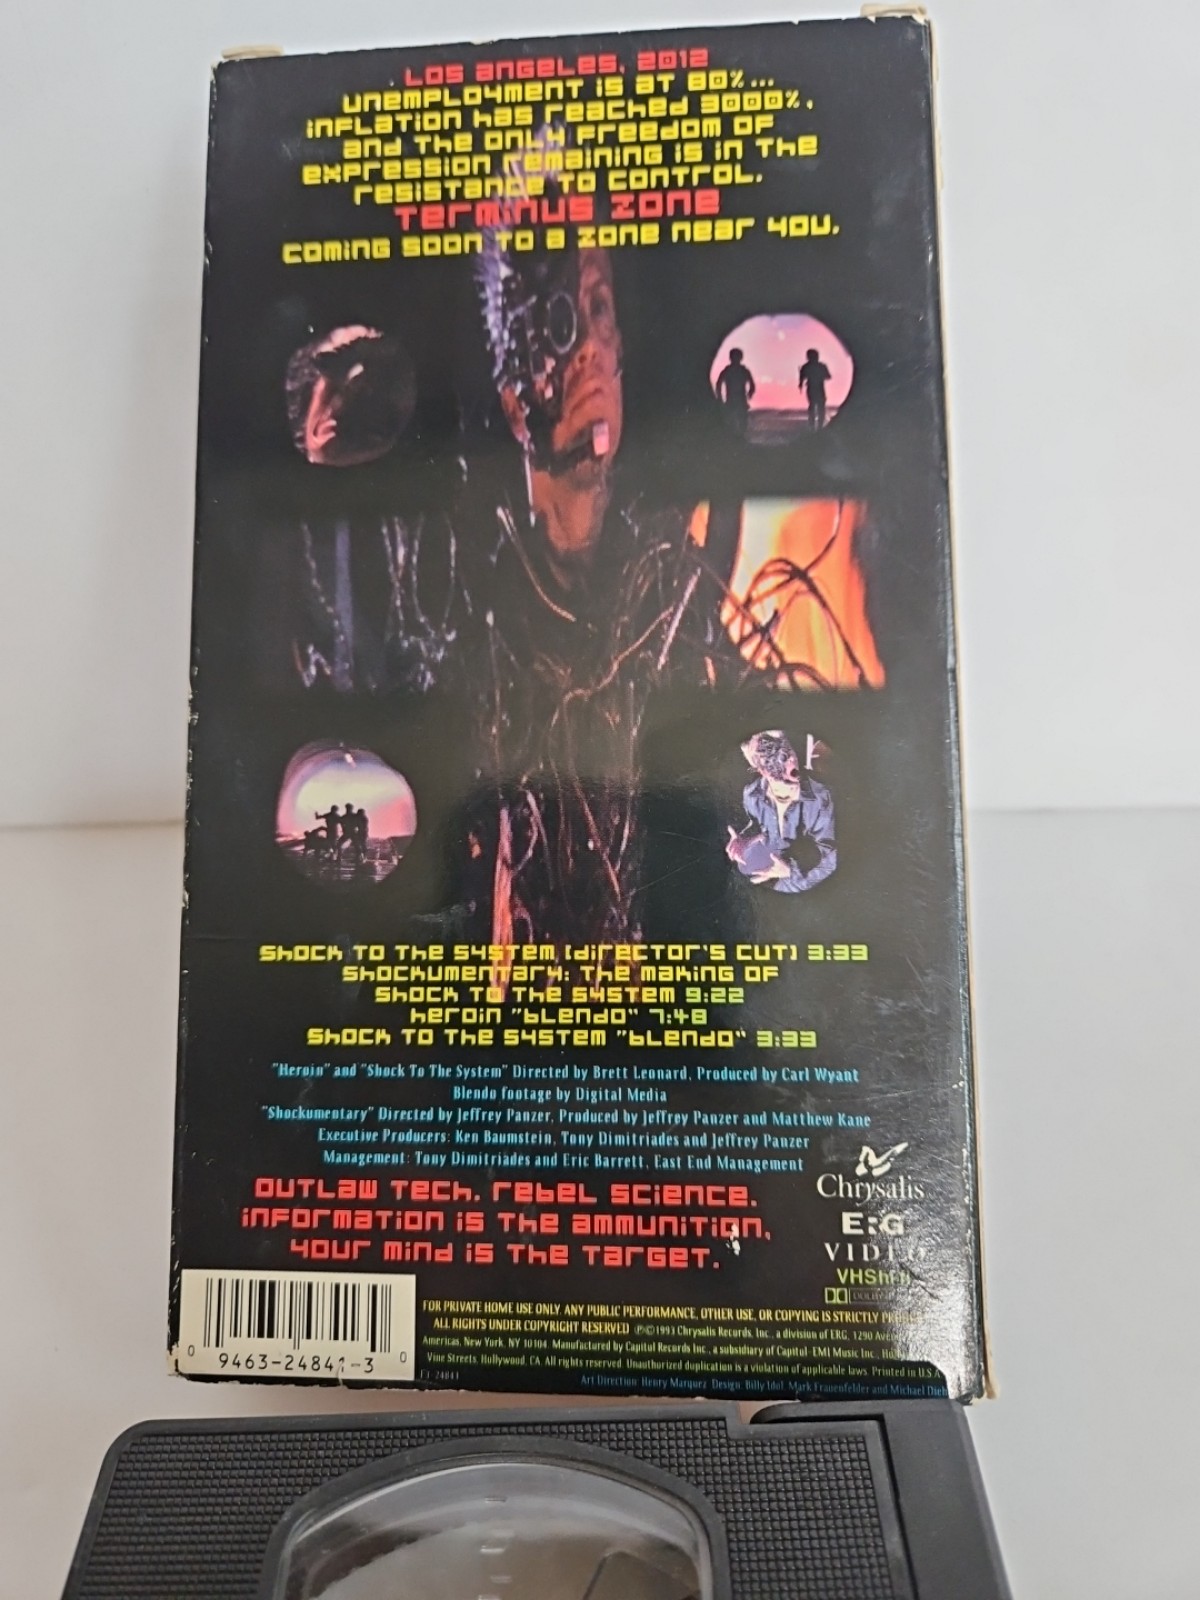 LOS ANGELES, 2012
UNEMPLOYMENT IS AT 80%...
INFLATION HAS REACHED 3000%,
AND THE ONLY FREEDOM OF
EXPRESSION REMAINING IS IN THE
RESISTANCE TO CONTROL.
TERMINUS ZONE
COMING SOON TO A ZONE NEAR YOU.
SHOCK TO THE SYSTEM (DIRECTOR'S CUT) 3:33
SHOCKUMENTARY: THE MAKING OF
SHOCK TO THE SYSTEM 9:22
HEROIN "BLENDO" 7:48
SHOCK TO THE SYSTEM "BLENDO" 3:33
"Heroin" and "Shock To The System" Directed by Brett Leonard, Produced by Carl Wyant
Blendo footage by Digital Media
"Shockumentary" Directed by Jeffrey Panzer, Produced by Jeffrey Panzer and Matthew Kane
Executive Producers: Ken Baumstein, Tony Dimitriades and Jeffrey Panzer
Management: Tony Dimitriades and Eric Barrett, East End Management
OUTLAW TECH. REBEL SCIENCE.
INFORMATION IS THE AMMUNITION,
YOUR MIND IS THE TARGET.
Chrysalis
E:G
VIDEO
VHS
DOLBY
0 9463-24841-3 0
FOR PRIVATE HOME USE ONLY. ANY PUBLIC PERFORMANCE, OTHER USE, OR COPYING IS STRICTLY
ALL RIGHTS UNDER COPYRIGHT RESERVED ℗©1993 Chrysalis Records, Inc., a division of ERG, 1290
Americas, New York, NY 10104. Manufactured by Capitol Records Inc., a subsidiary of Capitol-EMI Music Inc.,
Vine Streets, Hollywood, CA. All rights reserved. Unauthorized duplication is a violation of applicable laws. Printed in U.S.A.
E3-24841
Art Direction: Henry Marquez Design: Billy Idol, Mark Frauenfelder and Michael